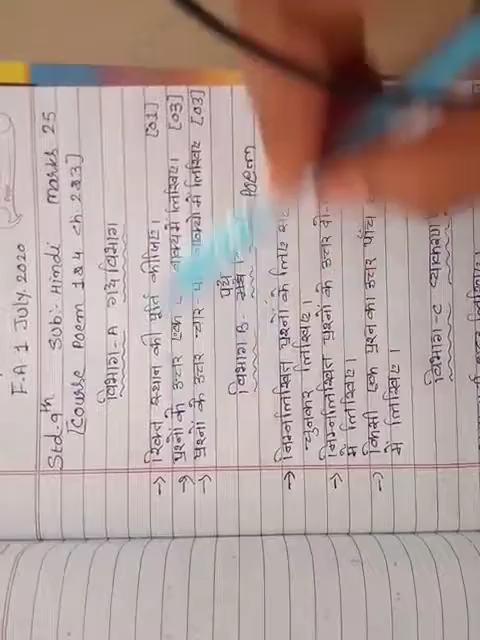 F.A 1 JULY, 2020
Std:-9th Sub:- Hindi Marks 25
[Course Poem 1 & 4 ch 2 & 3]
विभाग-A गद्य विभाग
→ रिक्त स्थान की पूर्ति कीजिए। [01]
→ प्रश्नों के उत्तर एक वाक्य में लिखिए। [03]
→ प्रश्नों के उत्तर चार- वाक्यों में लिखिए [03]
विभाग B- पद्य Poem
→ निम्नलिखित प्रश्नों के लिए
चुनकर लिखिए।
→ निम्नलिखित प्रश्नों के उत्तर दो-
में लिखिए।
→ किसी एक प्रश्न का उत्तर पाँच
में लिखिए।
विभाग-C व्याकरण